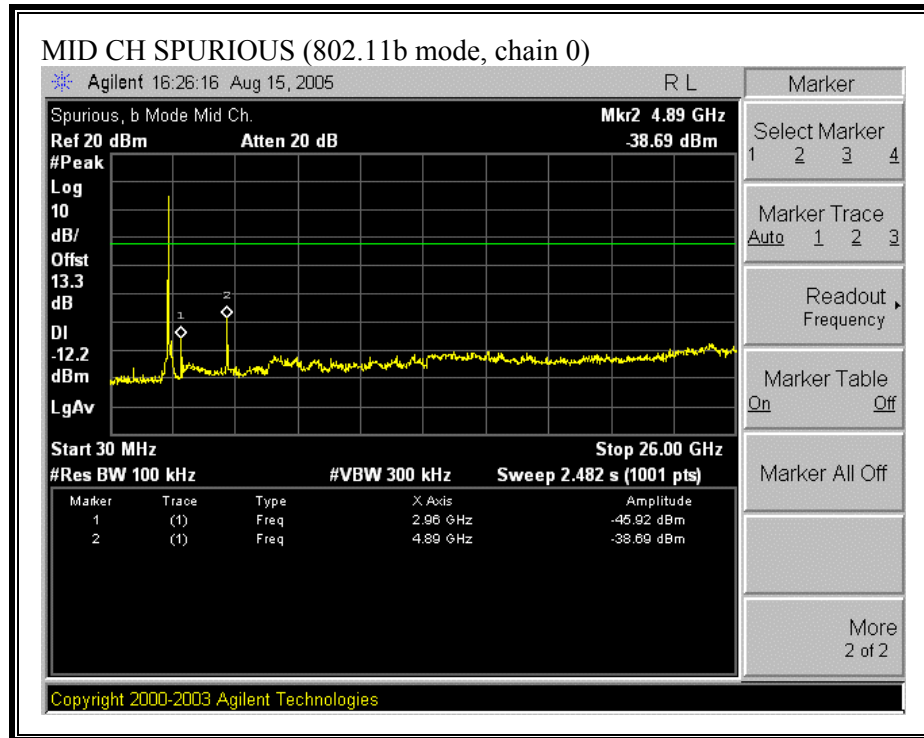 MID CH SPURIOUS (802.11b mode, chain 0)
Agilent 16:26:16 Aug 15, 2005 R L
Marker
Spurious, b Mode Mid Ch. Mkr2 4.89 GHz
Ref 20 dBm Atten 20 dB -38.69 dBm
#Peak
Log
10
dB/
Offst
13.3
dB
DI
-12.2
dBm
LgAv
1
2
Start 30 MHz Stop 26.00 GHz
#Res BW 100 kHz #VBW 300 kHz Sweep 2.482 s (1001 pts)
Marker Trace Type X Axis Amplitude
1 (1) Freq 2.96 GHz -45.92 dBm
2 (1) Freq 4.89 GHz -38.69 dBm
Select Marker
1 2 3 4
Marker Trace
Auto 1 2 3
Readout
Frequency
Marker Table
On Off
Marker All Off
More
2 of 2
Copyright 2000-2003 Agilent Technologies